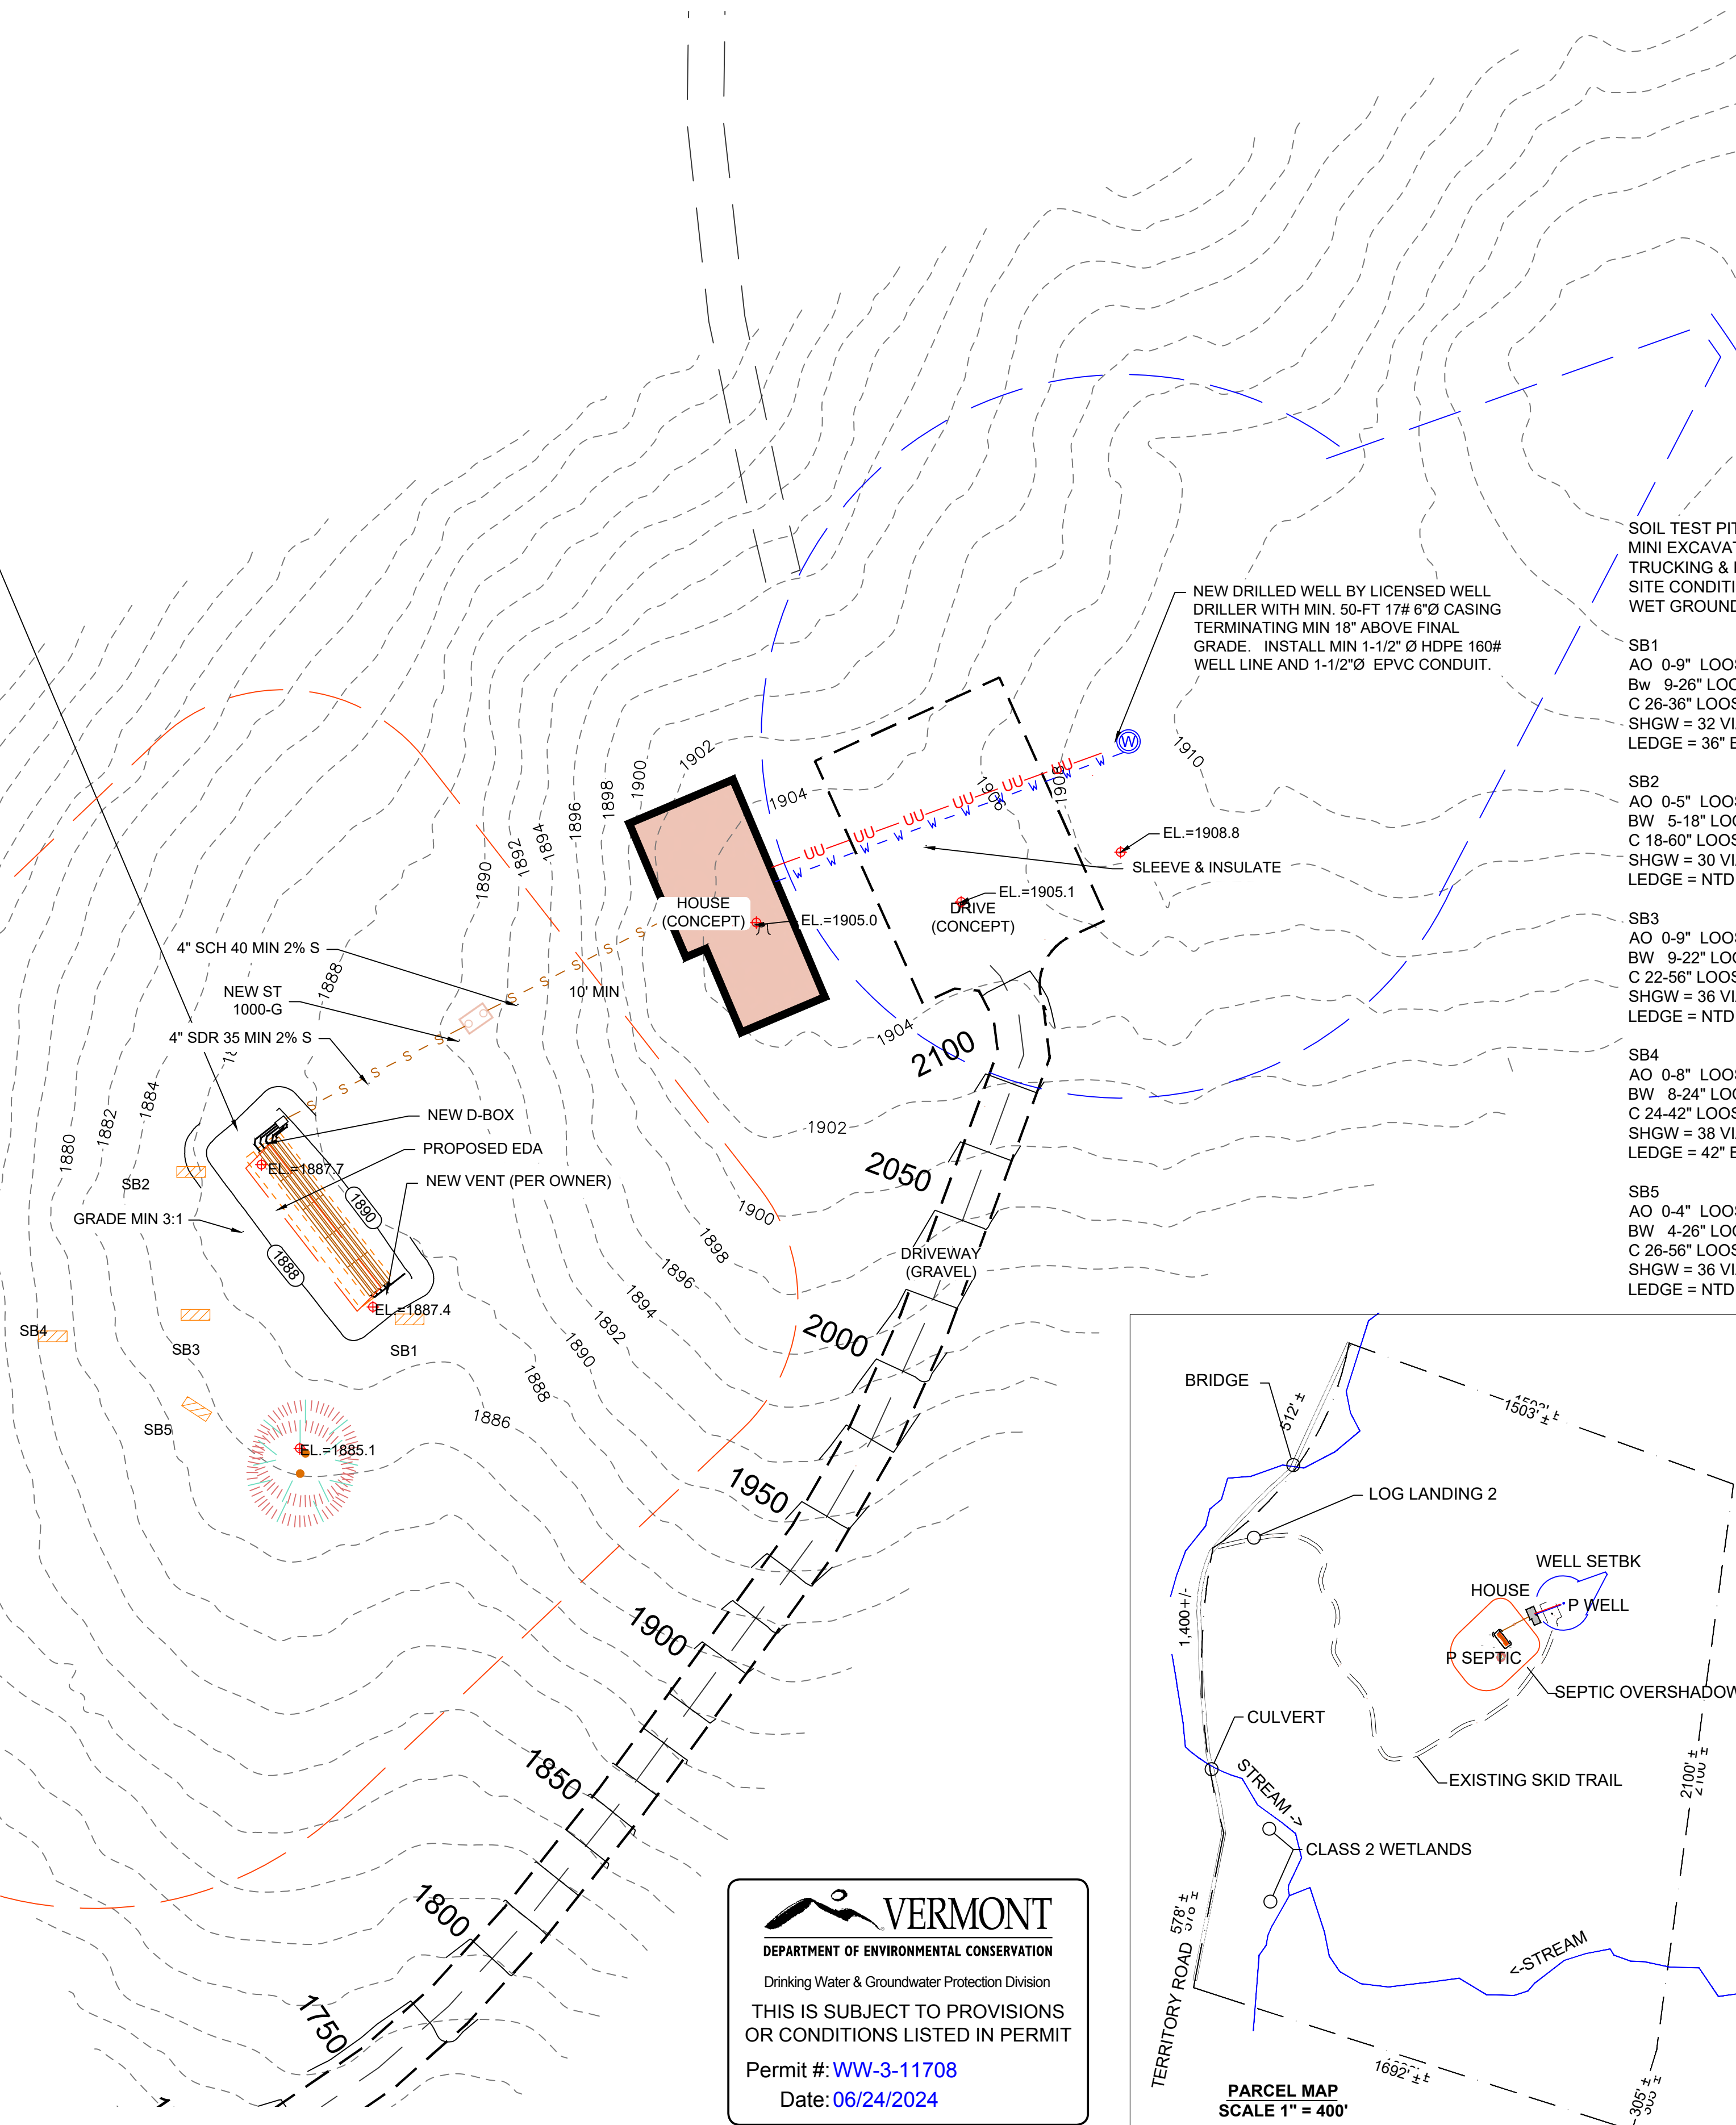 NEW DRILLED WELL BY LICENSED WELL
DRILLER WITH MIN. 50-FT 17# 6"Ø CASING
TERMINATING MIN 18" ABOVE FINAL
GRADE. INSTALL MIN 1-1/2" Ø HDPE 160#
WELL LINE AND 1-1/2"Ø EPVC CONDUIT.
SOIL TEST PIT
MINI EXCAVAT
TRUCKING &
SITE CONDITI
WET GROUND
SB1
AO 0-9" LOOS
Bw 9-26" LOO
C 26-36" LOOS
SHGW = 32 VI
LEDGE = 36" E
SB2
AO 0-5" LOOS
BW 5-18" LOO
C 18-60" LOOS
SHGW = 30 VI
LEDGE = NTD
SB3
AO 0-9" LOOS
BW 9-22" LOO
C 22-56" LOOS
SHGW = 36 VI
LEDGE = NTD
SB4
AO 0-8" LOOS
BW 8-24" LOO
C 24-42" LOOS
SHGW = 38 VI
LEDGE = 42" E
SB5
AO 0-4" LOOS
BW 4-26" LOO
C 26-56" LOOS
SHGW = 36 VI
LEDGE = NTD
1902
1900
1898
1896
1894
1892
1890
1888
1904
1906
1908
1910
UU UU UU UU UU UU UU
W W W W W W W W W W
W
EL.=1908.8
SLEEVE & INSULATE
EL.=1905.1
DRIVE
(CONCEPT)
HOUSE
(CONCEPT)
EL.=1905.0
S S S S S S S S S
10' MIN
4" SCH 40 MIN 2% S
NEW ST
1000-G
4" SDR 35 MIN 2% S
1884
1882
1880
NEW D-BOX
PROPOSED EDA
NEW VENT (PER OWNER)
EL.=1887.7
SB2
GRADE MIN 3:1
1890
1888
EL.=1887.4
SB4
SB3
SB1
SB5
EL.=1885.1
1904
1902
1900
1898
1896
1894
1892
1890
1888
1886
2100
2050
DRIVEWAY
(GRAVEL)
2000
1950
1900
1850
1800
1750
VERMONT
DEPARTMENT OF ENVIRONMENTAL CONSERVATION
Drinking Water & Groundwater Protection Division
THIS IS SUBJECT TO PROVISIONS
OR CONDITIONS LISTED IN PERMIT
Permit #: WW-3-11708
Date: 06/24/2024
BRIDGE
512' ±
1503' ±
LOG LANDING 2
WELL SETBK
HOUSE
P WELL
1,400+/-
P SEPTIC
SEPTIC OVERSHADOW
CULVERT
STREAM ->
EXISTING SKID TRAIL
2100' ±
2100' ±
CLASS 2 WETLANDS
578' ±
<-STREAM
TERRITORY ROAD
1692' ±
305' ±
PARCEL MAP
SCALE 1" = 400'